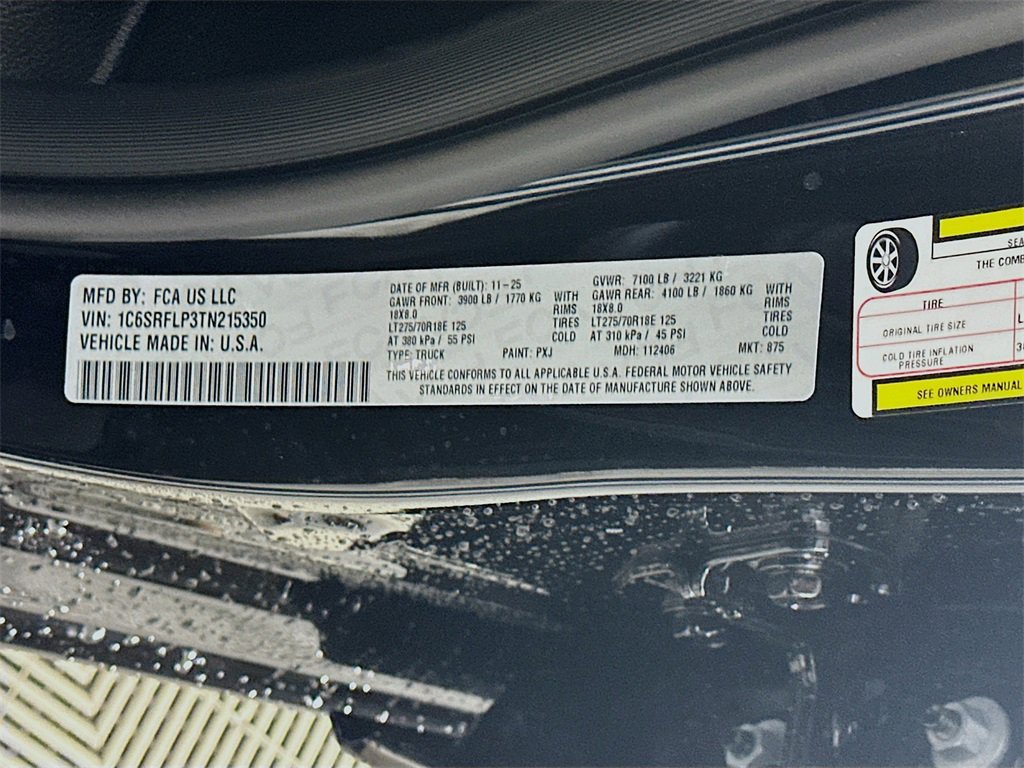 MFD BY: FCA US LLC
VIN: 1C6SRFLP3TN215350
VEHICLE MADE IN: U.S.A.
DATE OF MFR (BUILT): 11-25
GAWR FRONT: 3900 LB / 1770 KG
18X8.0
LT275/70R18E 125
AT 380 kPa / 55 PSI
WITH
RIMS
TIRES
COLD
GVWR: 7100 LB / 3221 KG
GAWR REAR: 4100 LB / 1860 KG
18X8.0
LT275/70R18E 125
AT 310 kPa / 45 PSI
WITH
RIMS
TIRES
COLD
TYPE: TRUCK PAINT: PXJ MDH: 112406 MKT: 875
THIS VEHICLE CONFORMS TO ALL APPLICABLE U.S.A. FEDERAL MOTOR VEHICLE SAFETY
STANDARDS IN EFFECT ON THE DATE OF MANUFACTURE SHOWN ABOVE.
SEA
THE COMB
TIRE
ORIGINAL TIRE SIZE
COLD TIRE INFLATION
PRESSURE
SEE OWNERS MANUAL